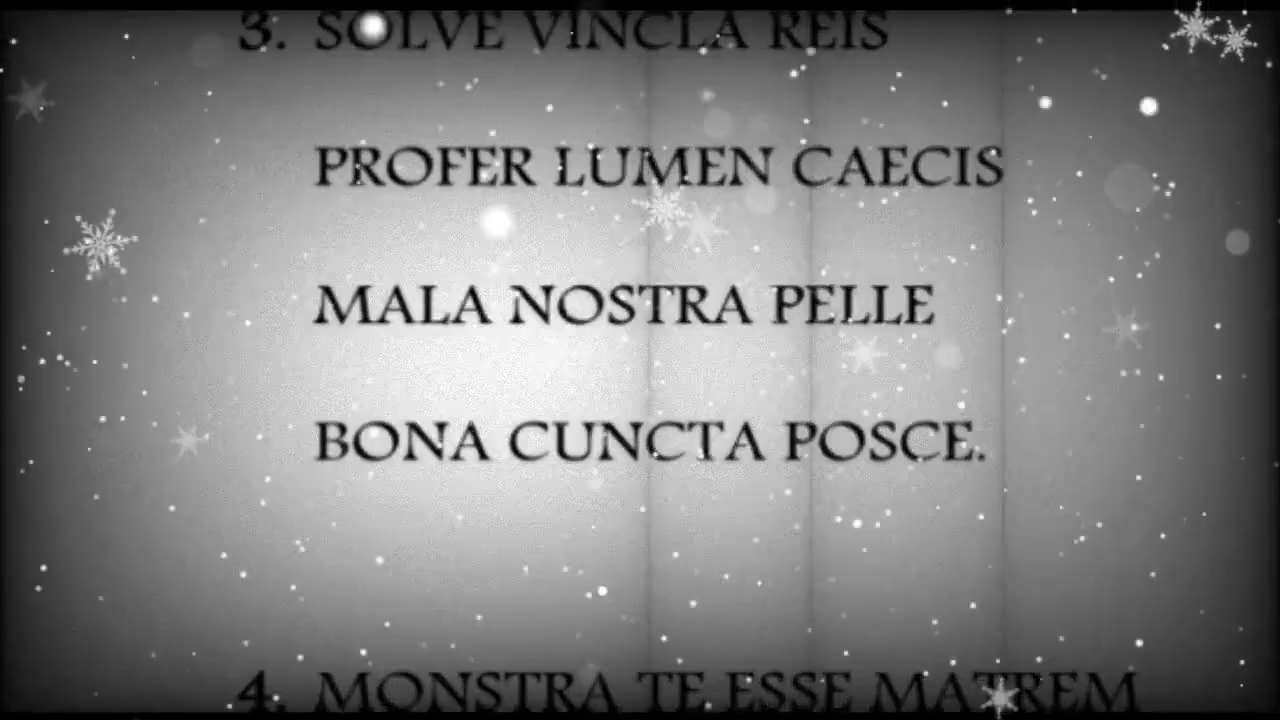 3. SOLVE VINCLA REIS
PROFER LUMEN CAECIS
MALA NOSTRA PELLE
BONA CUNCTA POSCE.
4. MONSTRA TE ESSE MATREM